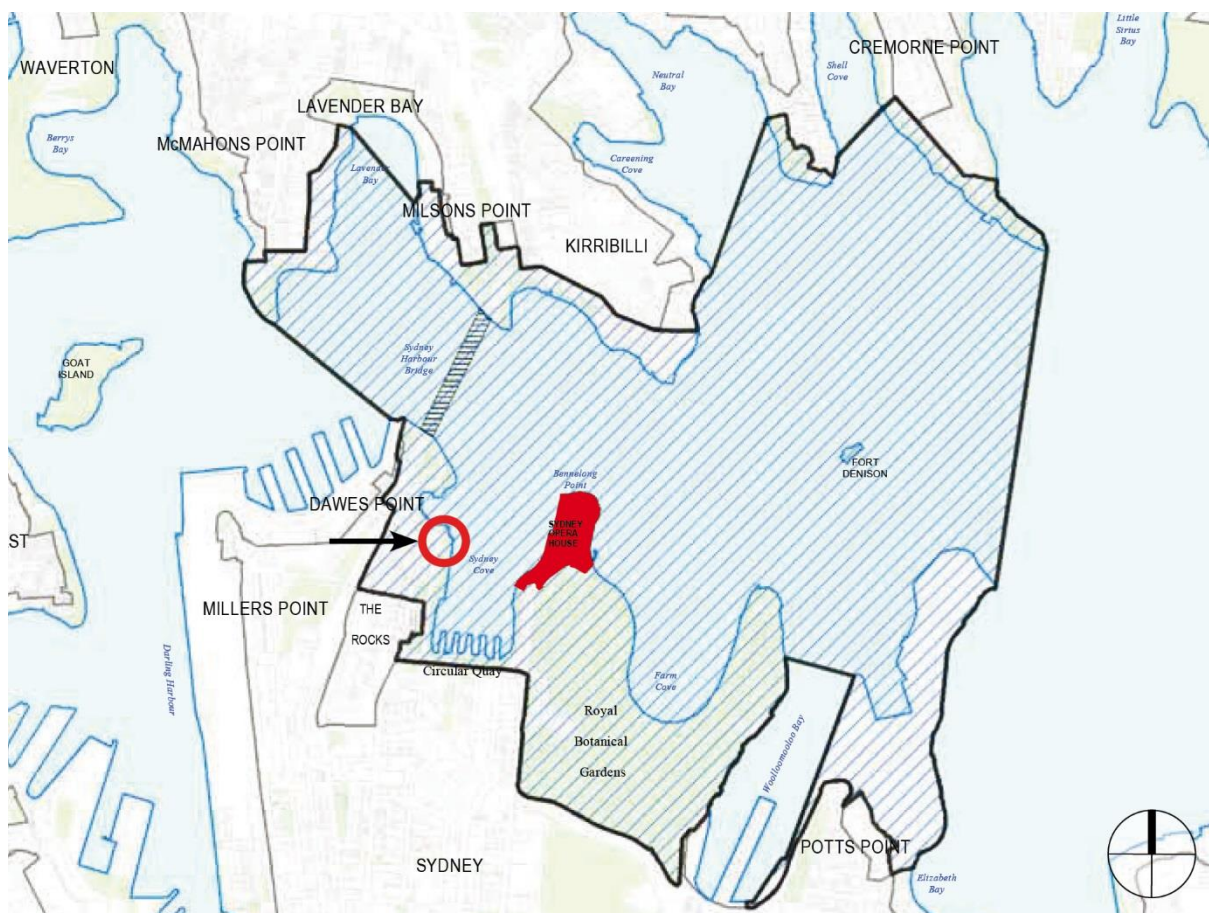 WAVERTON
Berrys
Bay
McMAHONS POINT
LAVENDER BAY
Lavender
Bay
MILSONS POINT
KIRRIBILLI
Neutral
Bay
Careening
Cove
Shell
Cove
CREMORNE POINT
Little
Sirius
Bay
GOAT
ISLAND
Sydney
Harbour
Bridge
FORT
DENISON
Bennelong
Point
SYDNEY
OPERA
HOUSE
DAWES POINT
Sydney
Cove
ST
MILLERS POINT
THE
ROCKS
Circular Quay
Darling Harbour
Farm
Cove
Royal
Botanical
Gardens
Woolloomooloo Bay
SYDNEY
POTTS POINT
Elizabeth
Bay